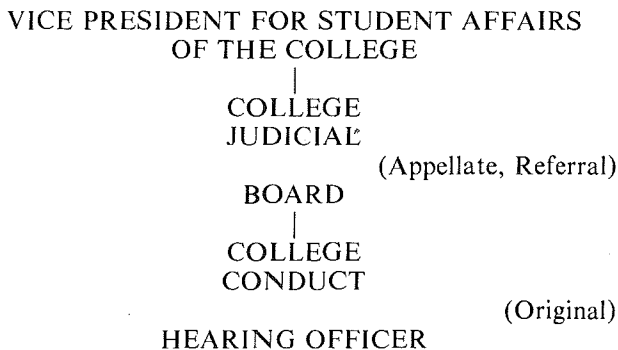 VICE PRESIDENT FOR STUDENT AFFAIRS
OF THE COLLEGE
COLLEGE
JUDICIAL
(Appellate, Referral)
BOARD
COLLEGE
CONDUCT
(Original)
HEARING OFFICER